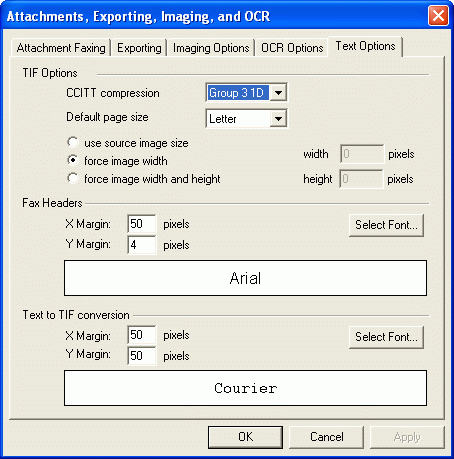 Attachments, Exporting, Imaging, and OCR
Attachment Faxing Exporting Imaging Options OCR Options Text Options
TIF Options
CCITT compression Group 3 1D
Default page size Letter
use source image size
force image width width 0 pixels
force image width and height height 0 pixels
Fax Headers
X Margin: 50 pixels Select Font...
Y Margin: 4 pixels
Arial
Text to TIF conversion
X Margin: 50 pixels Select Font...
Y Margin: 50 pixels
Courier
OK Cancel Apply